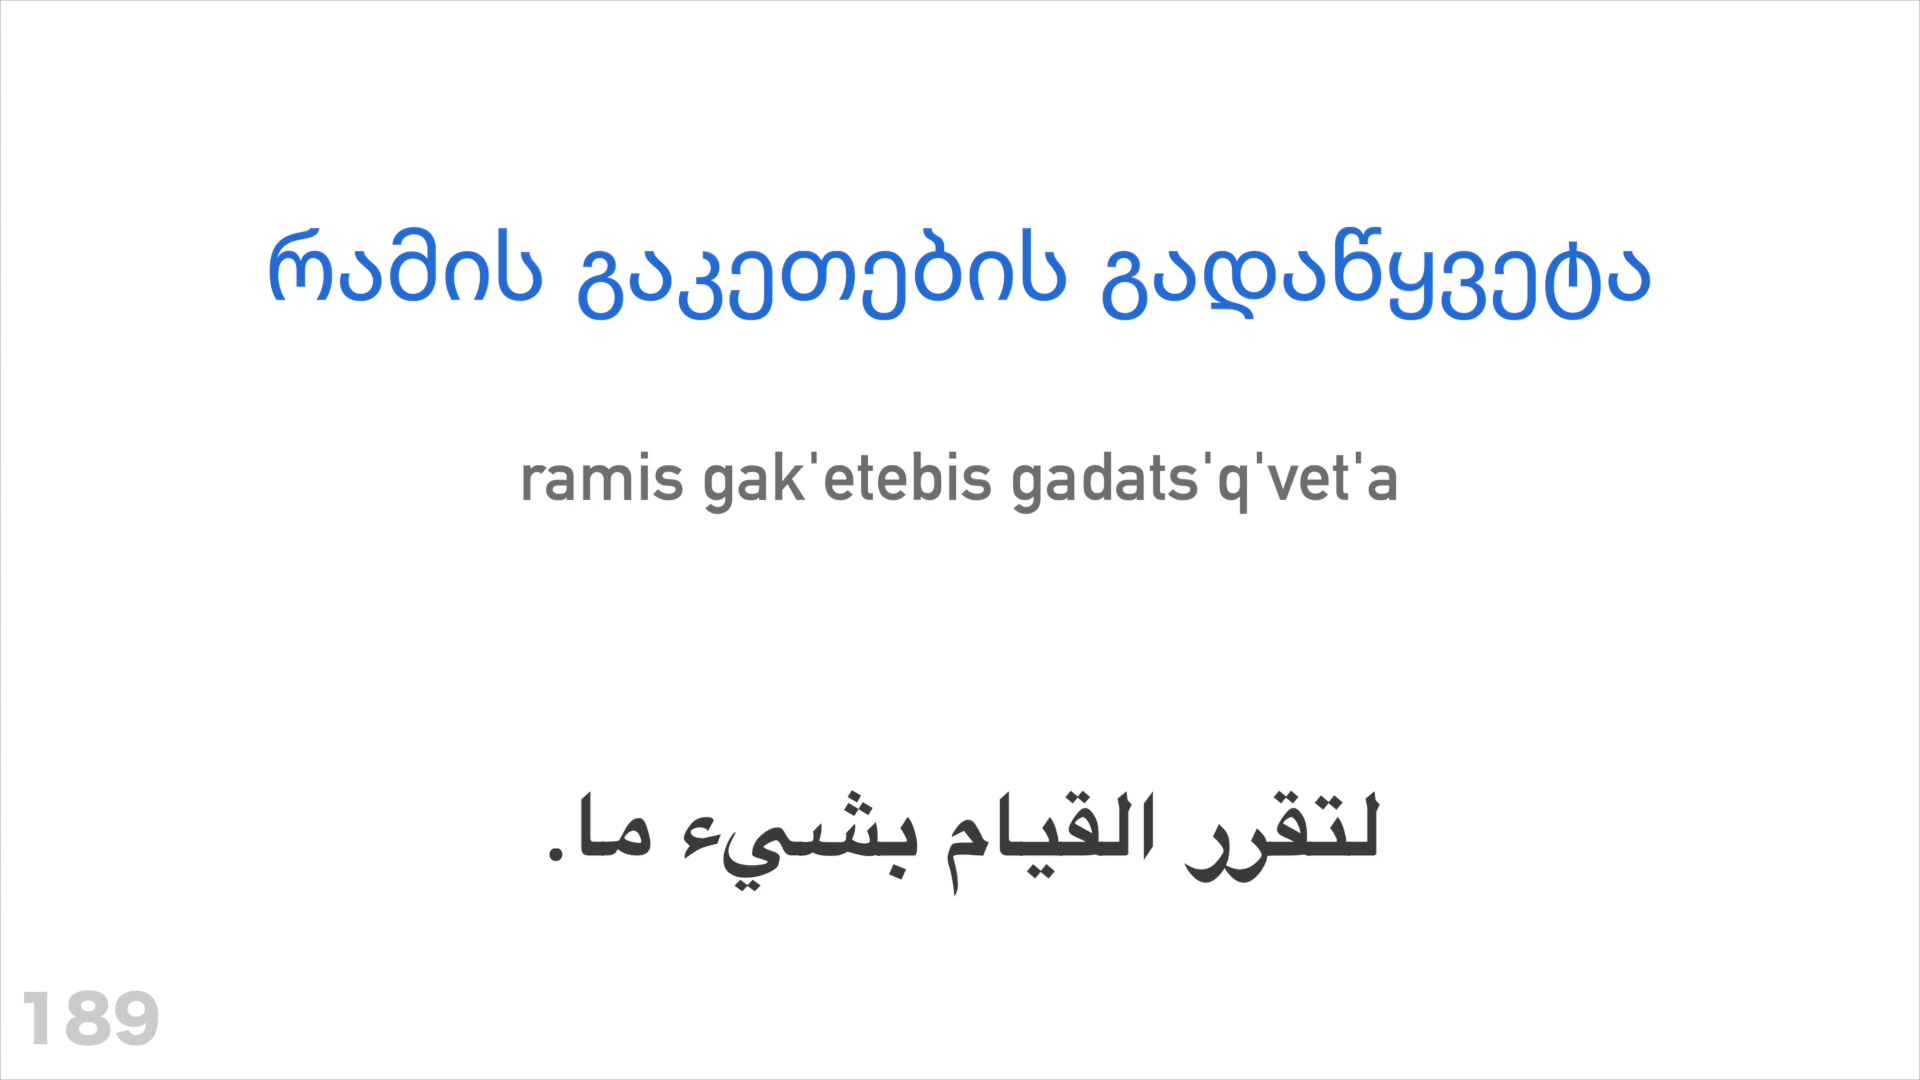 რამის გაკეთების გადაწყვეტა
ramis gak'etebis gadats'q'vet'a
لتقرر القيام بشيء ما.
189